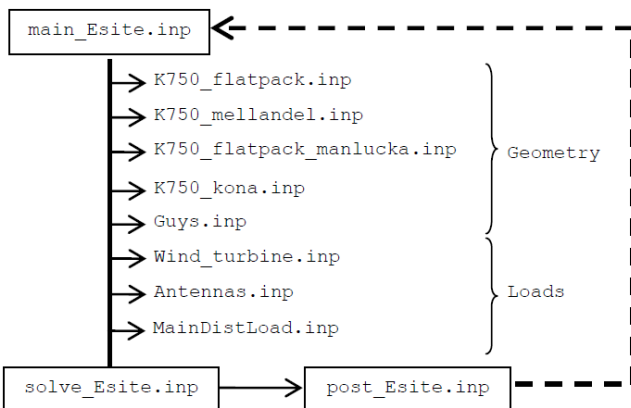 main_Esite.inp
K750_flatpack.inp
K750_mellandel.inp
K750_flatpack_manlucka.inp
K750_kona.inp
Guys.inp
Geometry
Wind_turbine.inp
Antennas.inp
MainDistLoad.inp
Loads
solve_Esite.inp
post_Esite.inp